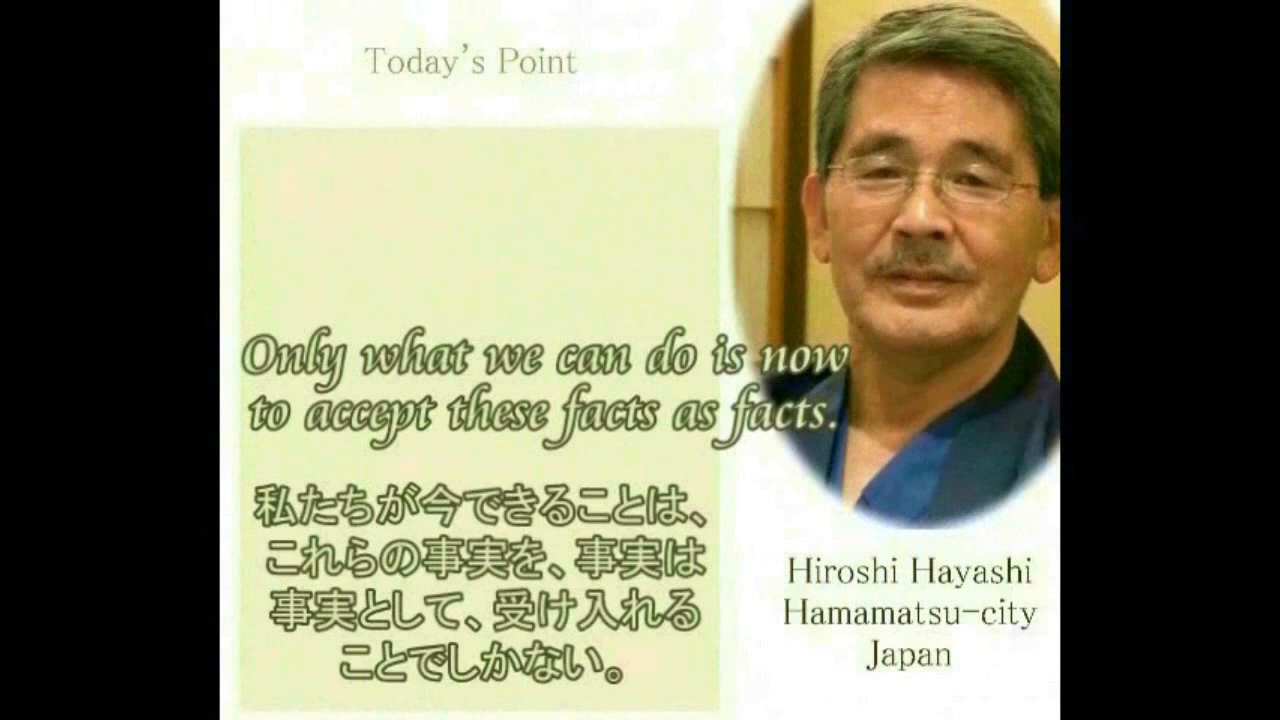 Today's Point
Only what we can do is now
to accept these facts as facts.
私たちが今できることは、
これらの事実を、事実は
事実として、受け入れる
ことでしかない。
Hiroshi Hayashi
Hamamatsu-city
Japan